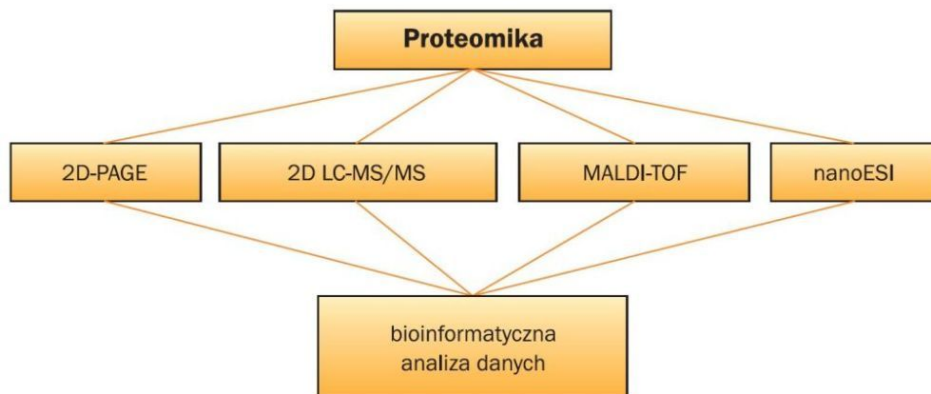 Proteomika
2D-PAGE
2D LC-MS/MS
MALDI-TOF
nanoESI
bioinformatyczna
analiza danych